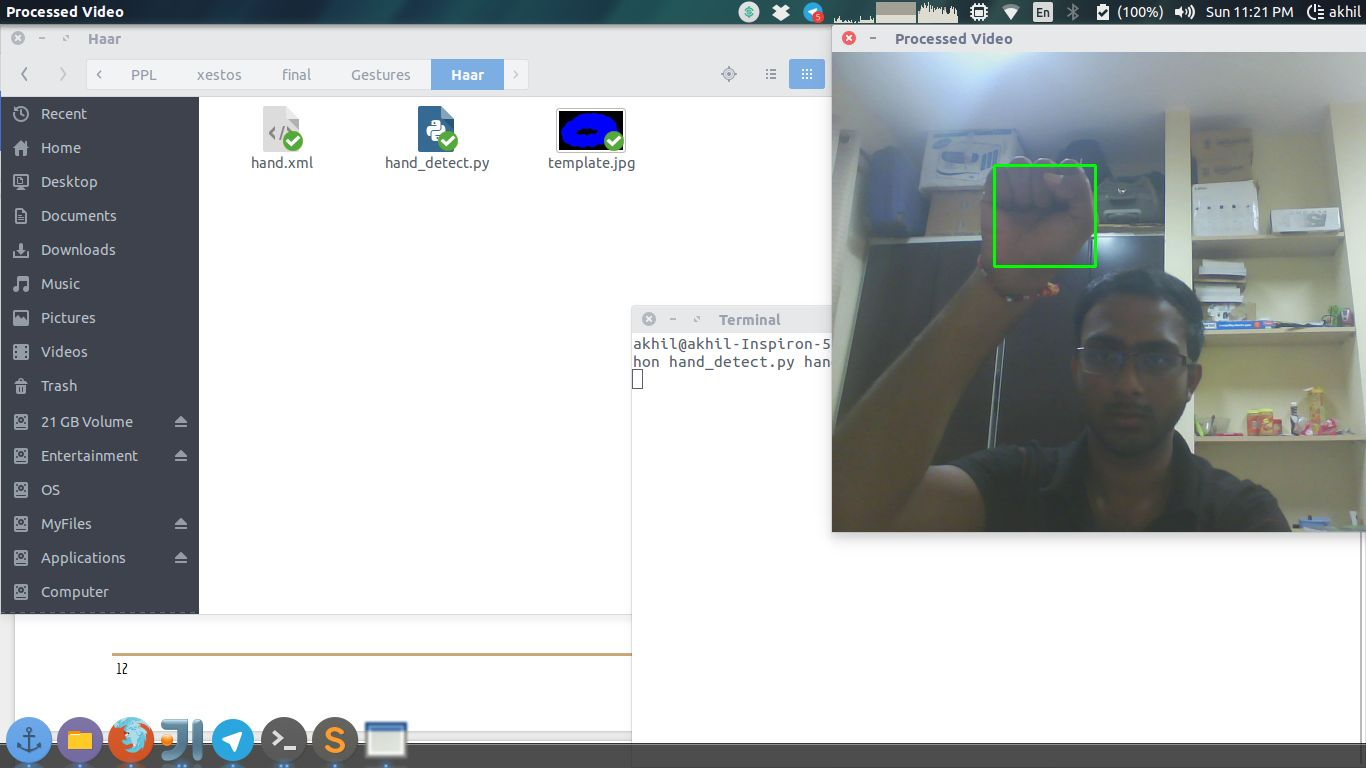 Processed Video
5
En
(100%)
Sun 11:21 PM
akhil
Haar
PPL
xestos
final
Gestures
Haar
Recent
Home
Desktop
Documents
Downloads
Music
Pictures
Videos
Trash
21 GB Volume
Entertainment
OS
MyFiles
Applications
Computer
hand.xml
hand_detect.py
template.jpg
Terminal
akhil@akhil-Inspiron-5
hon hand_detect.py han
Processed Video
12